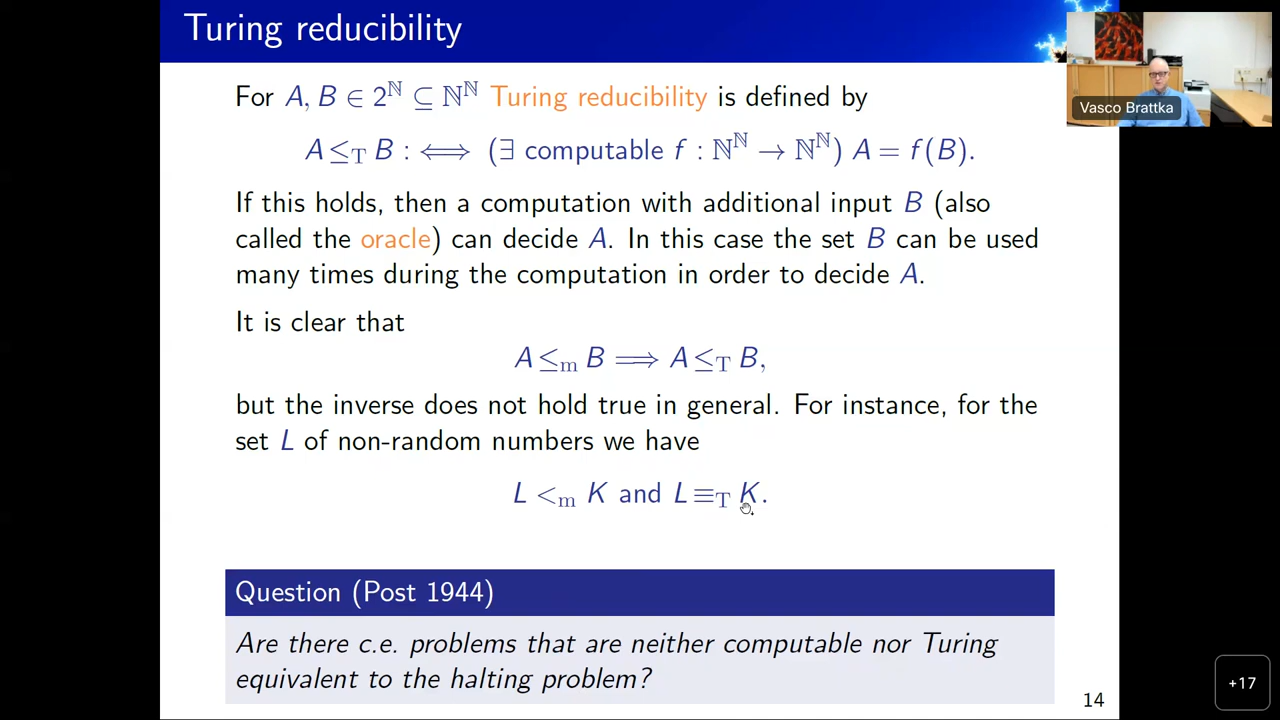 Turing reducibility
Vasco Brattka
For A, B ∈ 2^ℕ ⊆ ℕ^ℕ Turing reducibility is defined by
A ≤_T B : ⟺ (∃ computable f : ℕ^ℕ → ℕ^ℕ) A = f(B).
If this holds, then a computation with additional input B (also
called the oracle) can decide A. In this case the set B can be used
many times during the computation in order to decide A.
It is clear that
A ≤_m B ⟹ A ≤_T B,
but the inverse does not hold true in general. For instance, for the
set L of non-random numbers we have
L <_m K and L ≡_T K.
Question (Post 1944)
Are there c.e. problems that are neither computable nor Turing
equivalent to the halting problem?
+17
14